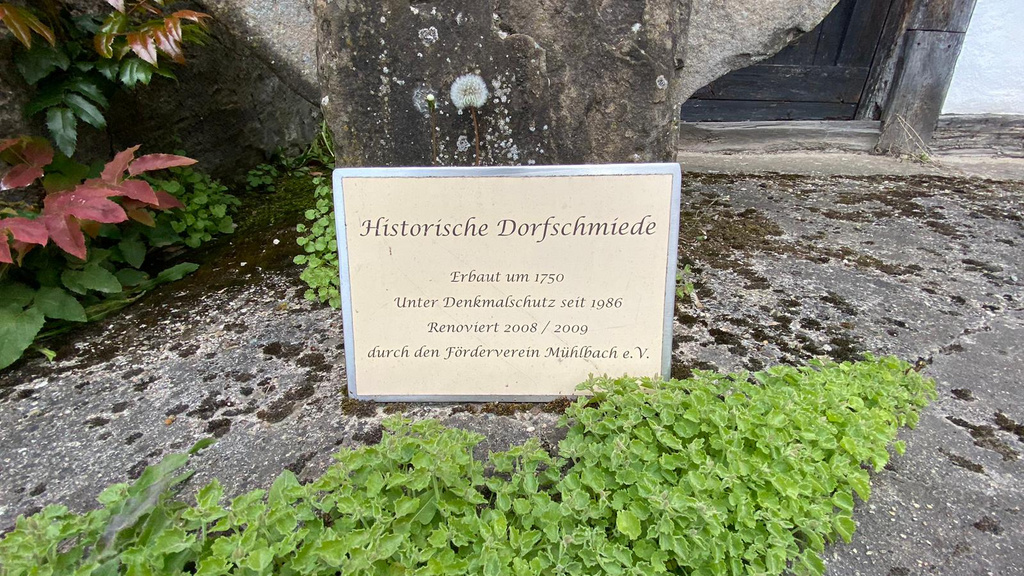 Historische Dorfschmiede
Erbaut um 1750
Unter Denkmalschutz seit 1986
Renoviert 2008 / 2009
durch den Förderverein Mühlbach e.V.